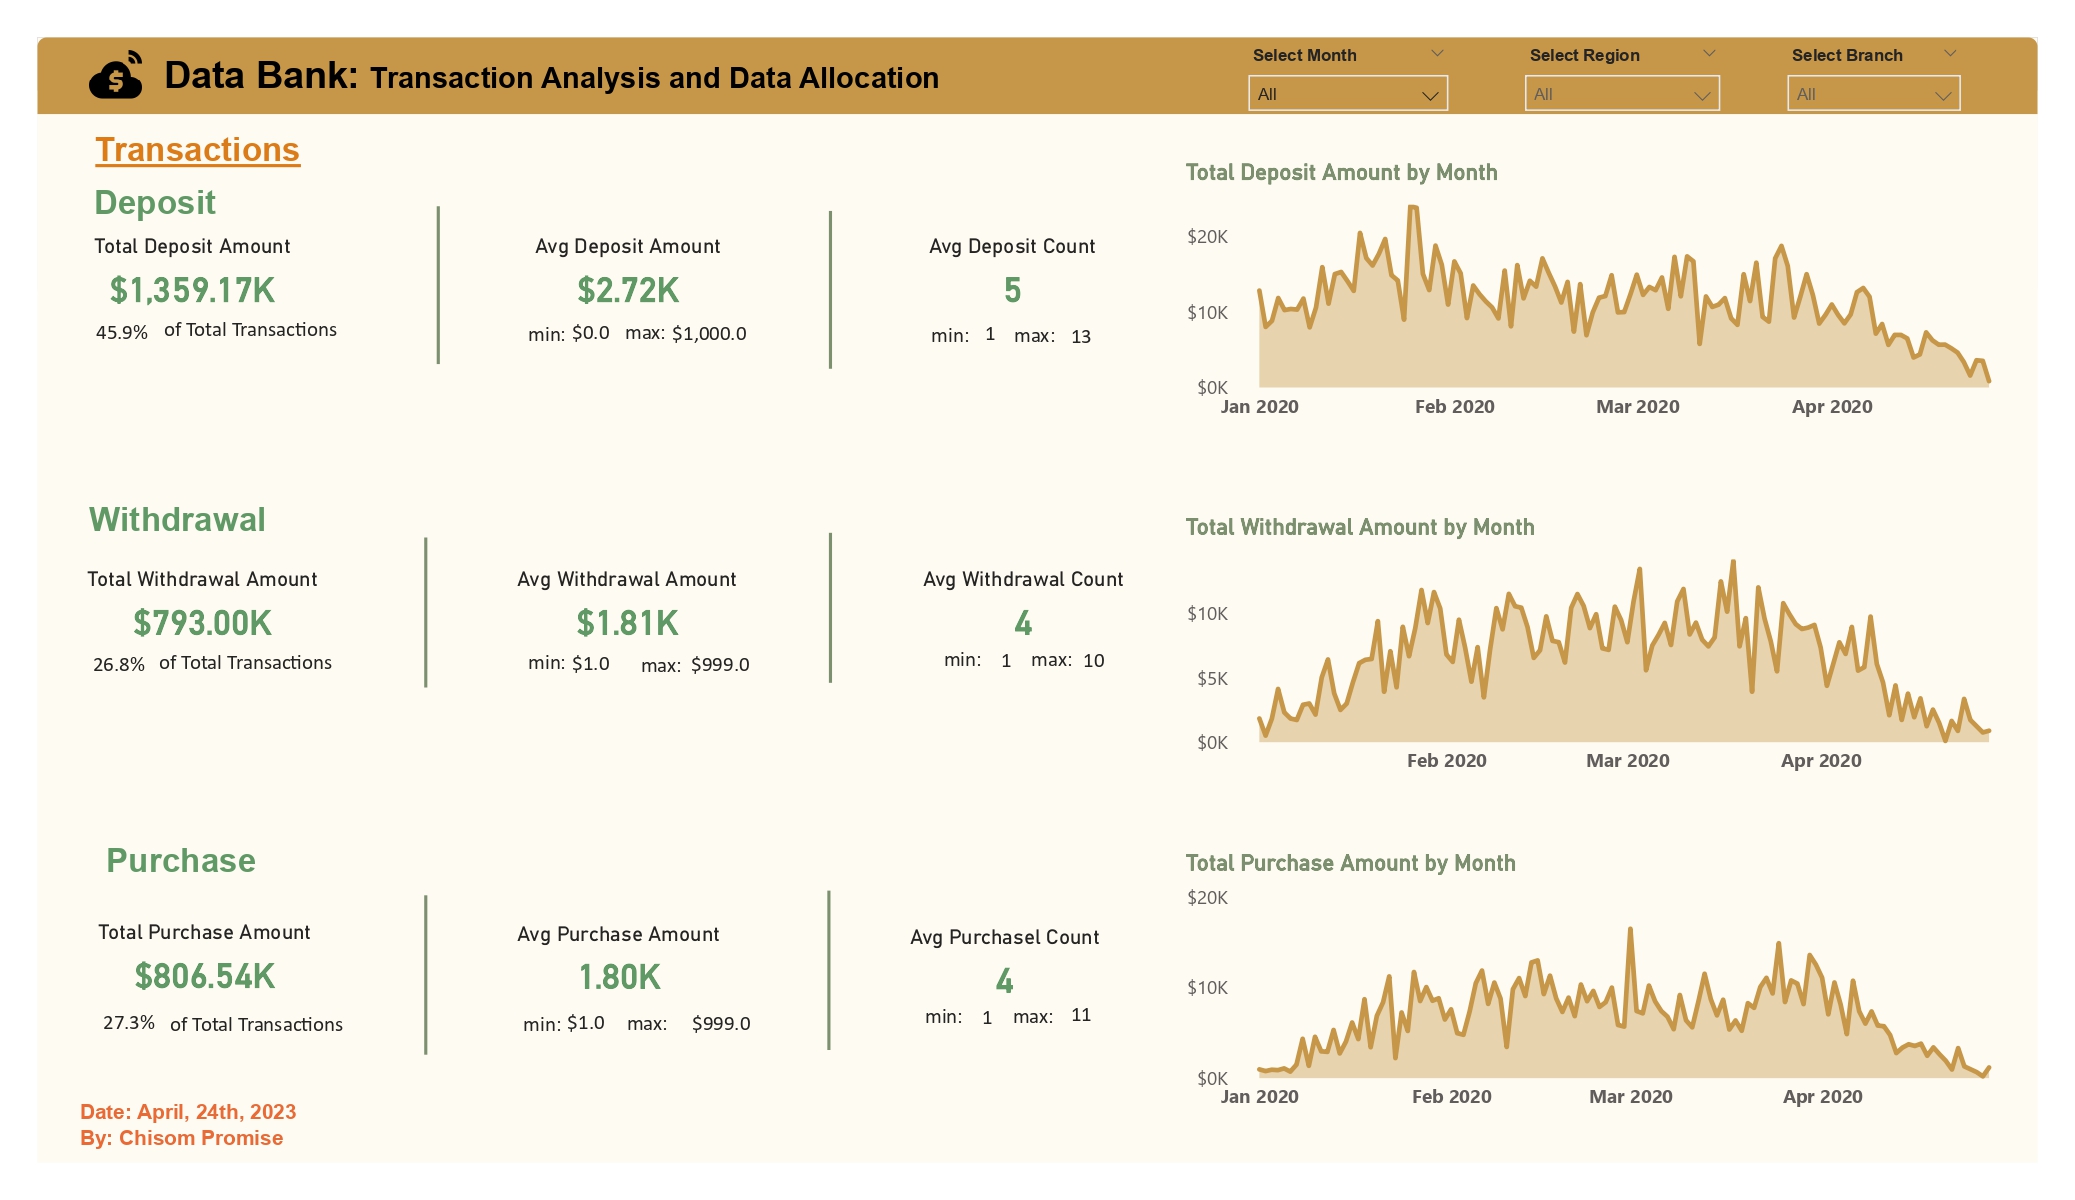 Data Bank: Transaction Analysis and Data Allocation
Select Month
All
Select Region
All
Select Branch
All
Transactions
Deposit
Total Deposit Amount
$1,359.17K
45.9% of Total Transactions
Avg Deposit Amount
$2.72K
min: $0.0 max: $1,000.0
Avg Deposit Count
5
min: 1 max: 13
Total Deposit Amount by Month
$20K
$10K
$0K
Jan 2020 Feb 2020 Mar 2020 Apr 2020
Withdrawal
Total Withdrawal Amount
$793.00K
26.8% of Total Transactions
Avg Withdrawal Amount
$1.81K
min: $1.0 max: $999.0
Avg Withdrawal Count
4
min: 1 max: 10
Total Withdrawal Amount by Month
$10K
$5K
$0K
Feb 2020 Mar 2020 Apr 2020
Purchase
Total Purchase Amount
$806.54K
27.3% of Total Transactions
Avg Purchase Amount
1.80K
min: $1.0 max: $999.0
Avg Purchasel Count
4
min: 1 max: 11
Total Purchase Amount by Month
$20K
$10K
$0K
Jan 2020 Feb 2020 Mar 2020 Apr 2020
Date: April, 24th, 2023
By: Chisom Promise